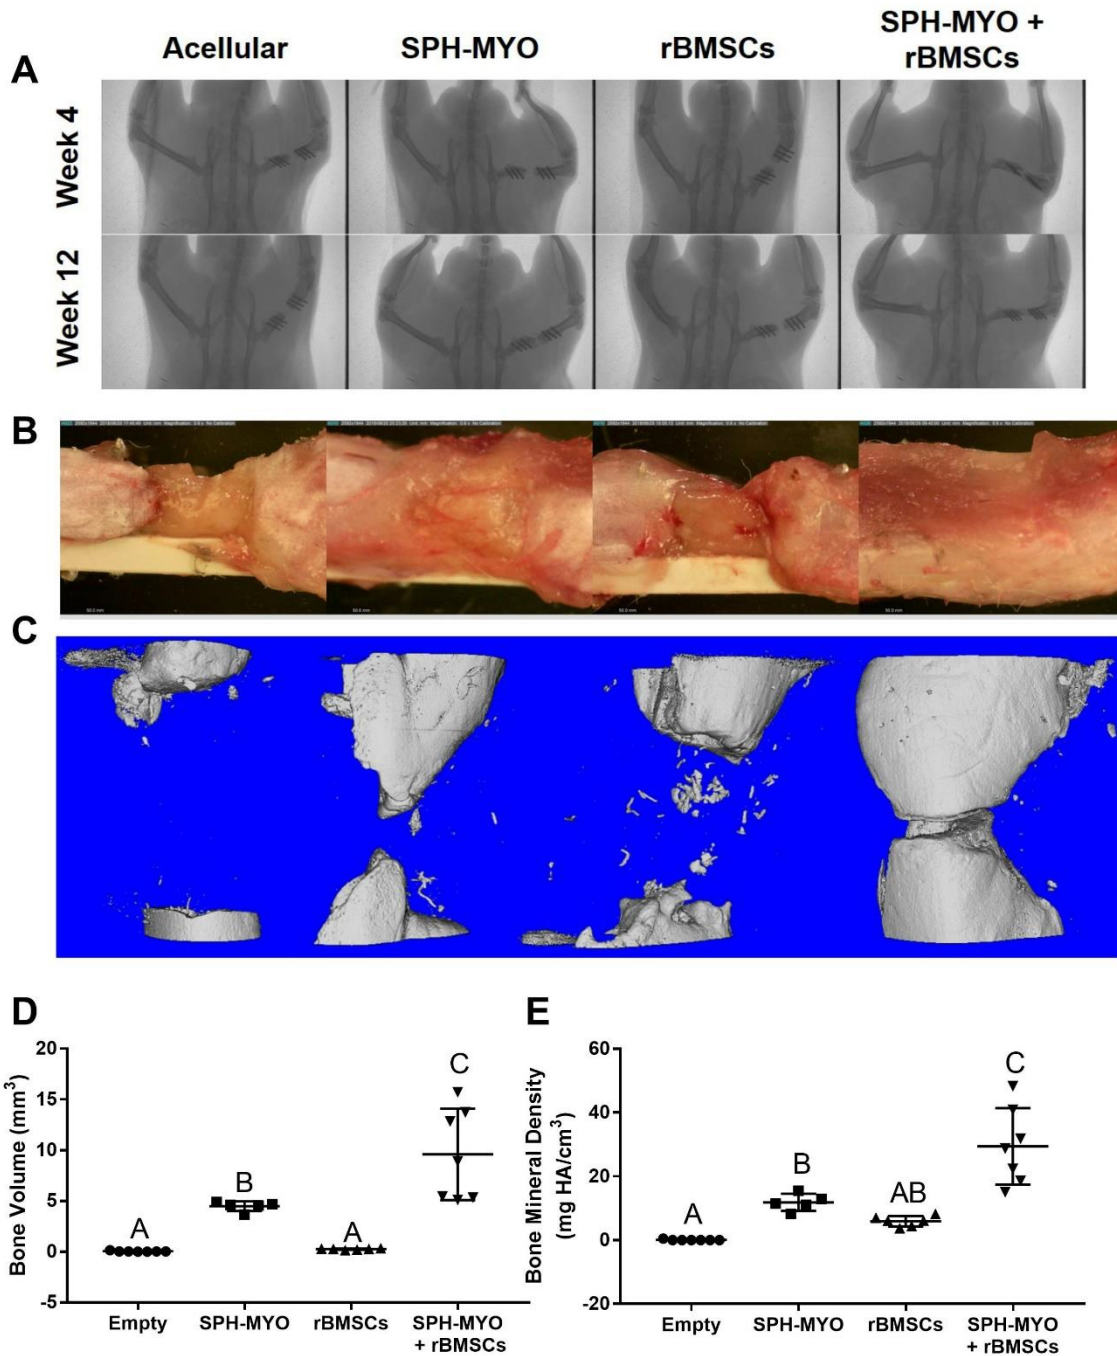 A
Acellular
SPH-MYO
rBMSCs
SPH-MYO +
rBMSCs
Week 4
Week 12
B
C
D
Bone Volume (mm³)
20
15
10
5
0
-5
A
B
A
C
Empty
SPH-MYO
rBMSCs
SPH-MYO
+ rBMSCs
E
Bone Mineral Density
(mg HA/cm³)
60
40
20
0
-20
A
B
AB
C
Empty
SPH-MYO
rBMSCs
SPH-MYO
+ rBMSCs